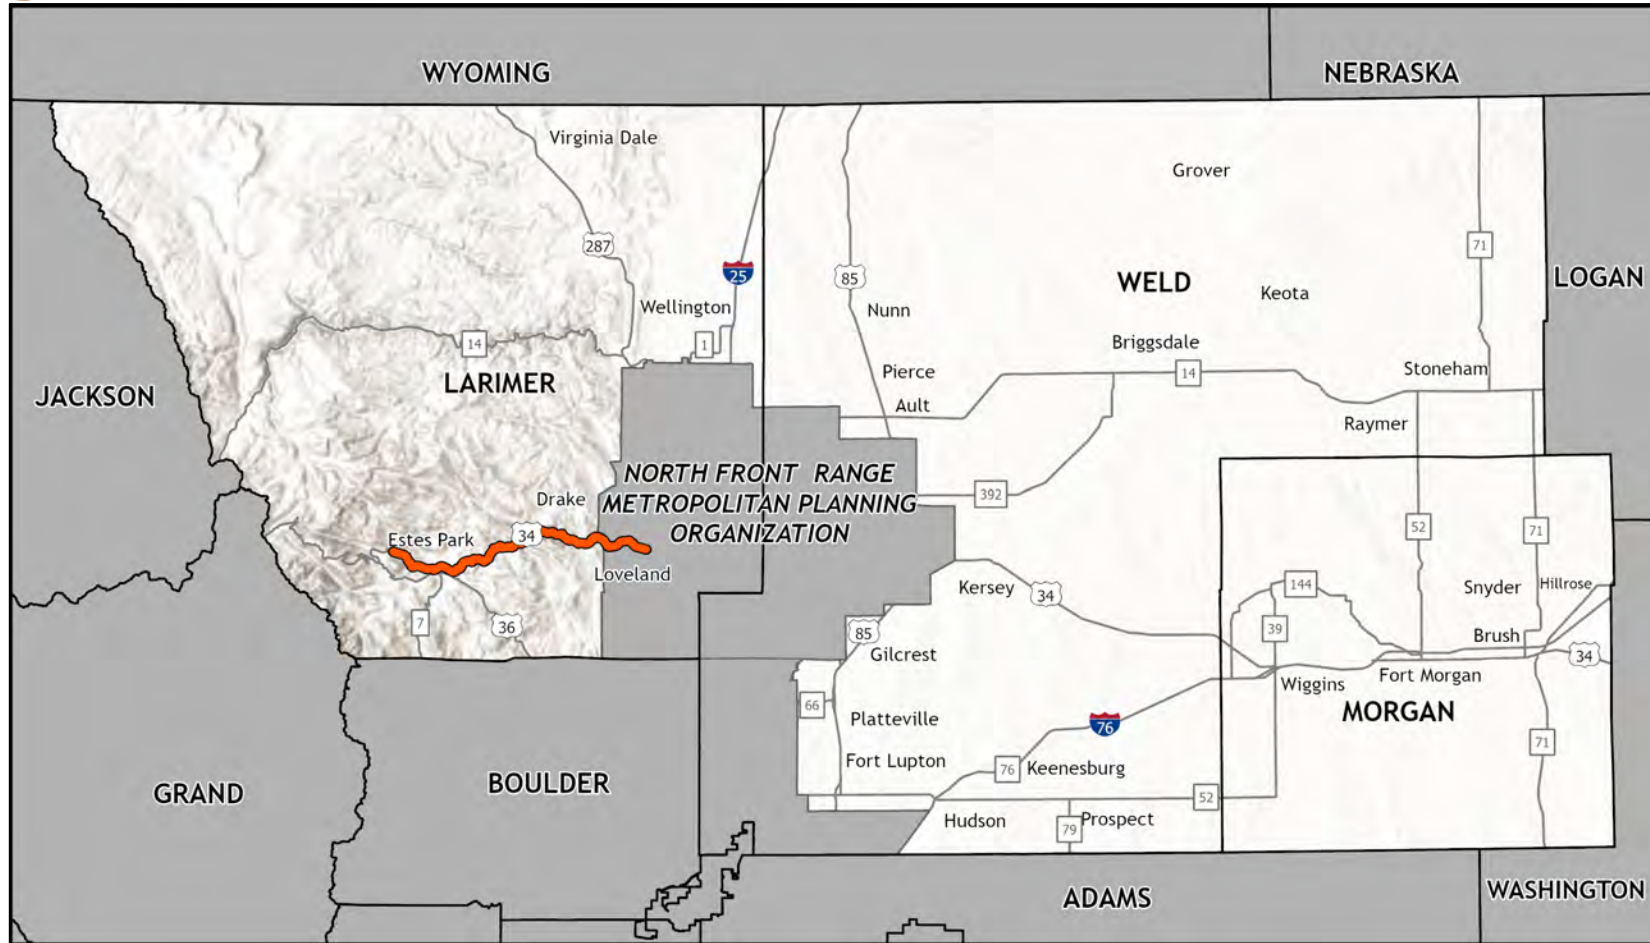 WYOMING
NEBRASKA
Virginia Dale
Grover
287
71
25
85
WELD
LOGAN
Keota
Wellington
Nunn
1
14
Briggsdale
Pierce
14
Stoneham
LARIMER
JACKSON
Ault
Raymer
NORTH FRONT RANGE
METROPOLITAN PLANNING
ORGANIZATION
Drake
392
52
71
Estes Park
34
Loveland
Kersey
34
144
Snyder
Hillrose
7
36
85
39
Brush
Gilcrest
34
Wiggins
Fort Morgan
66
Platteville
76
MORGAN
71
Fort Lupton
76
Keenesburg
BOULDER
GRAND
52
Hudson
79
Prospect
ADAMS
WASHINGTON